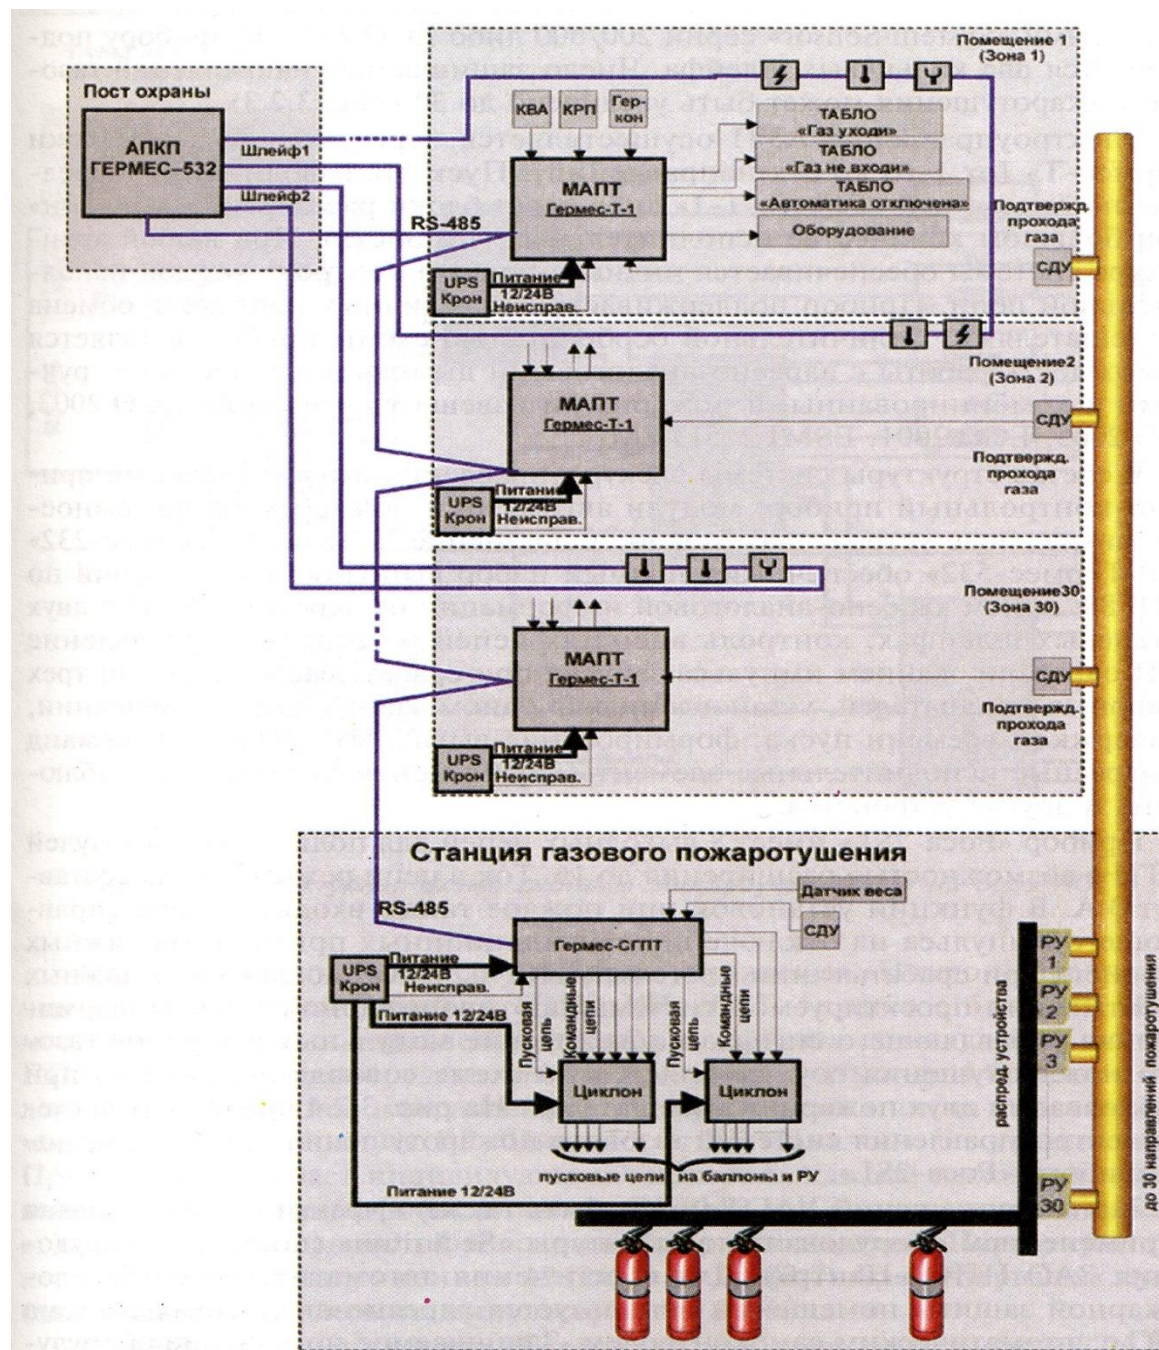 Пост охраны
АПКП
ГЕРМЕС–532
Шлейф1
Шлейф2
RS-485
Помещение 1
(Зона 1)
КВА
КРП
Гер-
кон
ТАБЛО
«Газ уходи»
ТАБЛО
«Газ не входи»
ТАБЛО
«Автоматика отключена»
Оборудование
МАПТ
Гермес-Т-1
Подтвержд.
прохода
газа
СДУ
UPS
Крон
Питание
12/24В
Неисправ.
Помещение2
(Зона 2)
МАПТ
Гермес-Т-1
СДУ
Подтвержд.
прохода
газа
UPS
Крон
Питание
12/24В
Неисправ.
Помещение30
(Зона 30)
МАПТ
Гермес-Т-1
СДУ
Подтвержд.
прохода
газа
UPS
Крон
Питание
12/24В
Неисправ.
Станция газового пожаротушения
RS-485
Датчик веса
СДУ
Гермес-СГПТ
UPS
Крон
Питание
12/24В
Неисправ.
Питание 12/24В
Пусковая
цепь
Командные
цепи
Пусковая
цепь
Командные
цепи
Циклон
Циклон
пусковые цепи на баллоны и РУ
Питание 12/24В
распред. устройства
РУ
1
РУ
2
РУ
3
РУ
30
до 30 направлений пожаротушения